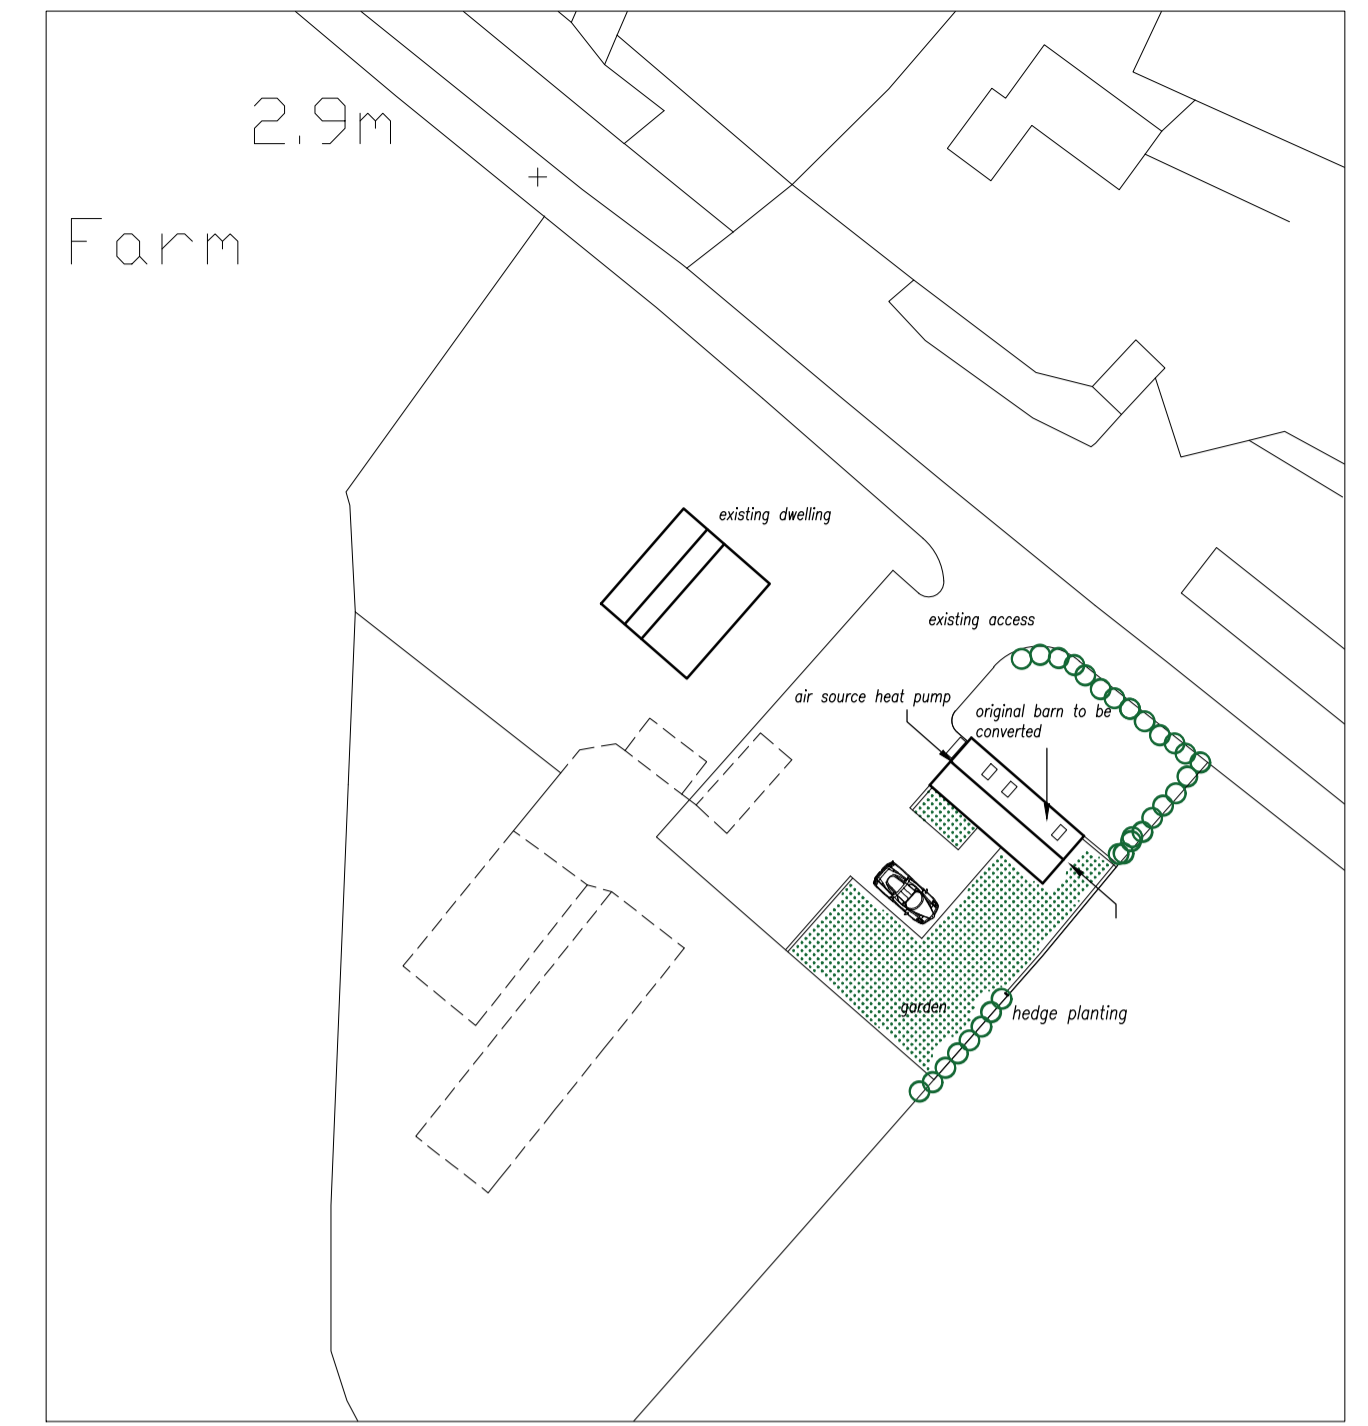 2.9m
Farm
existing dwelling
existing access
air source heat pump
original barn to be
converted
garden
hedge planting